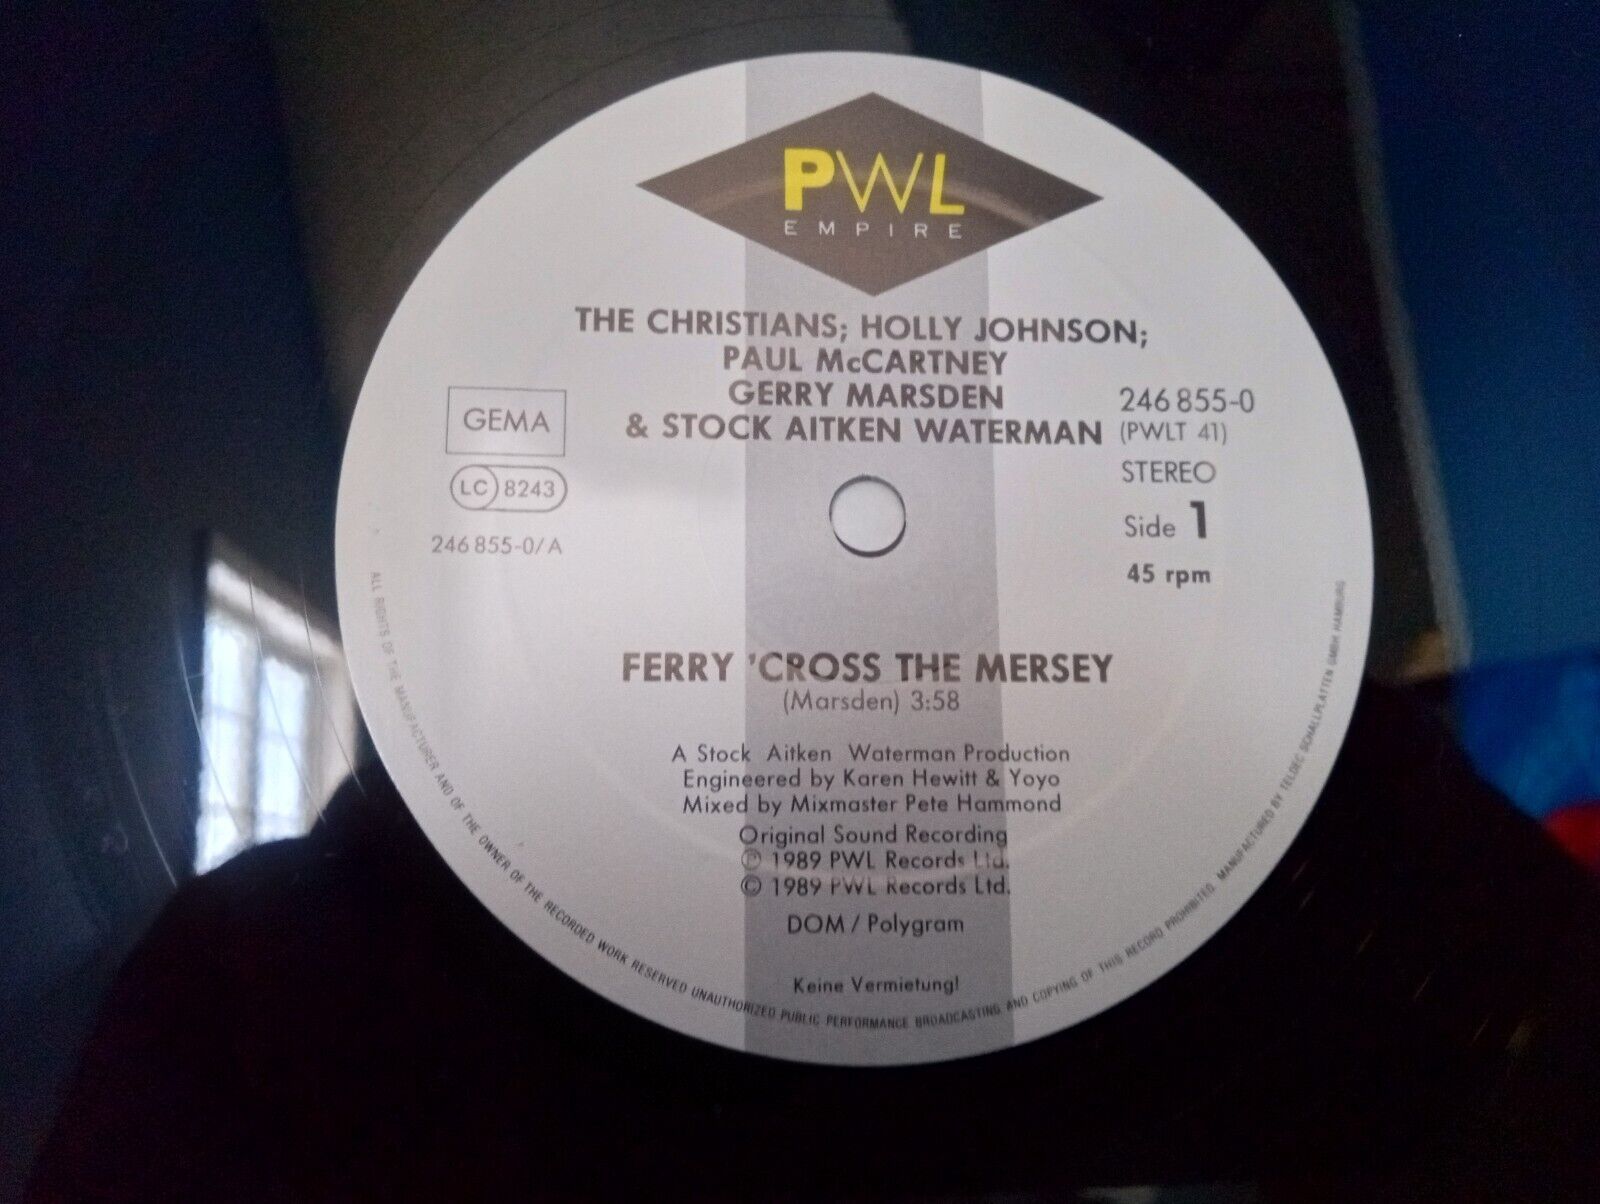 PWL
EMPIRE
THE CHRISTIANS; HOLLY JOHNSON;
PAUL McCARTNEY
GERRY MARSDEN
& STOCK AITKEN WATERMAN
GEMA
LC 8243
246 855-0/A
246 855-0
(PWLT 41)
STEREO
Side 1
45 rpm
FERRY 'CROSS THE MERSEY
(Marsden) 3:58
A Stock Aitken Waterman Production
Engineered by Karen Hewitt & Yoyo
Mixed by Mixmaster Pete Hammond
Original Sound Recording
℗ 1989 PWL Records Ltd.
© 1989 PWL Records Ltd.
DOM / Polygram
Keine Vermietung!
ALL RIGHTS OF THE MANUFACTURER AND OF THE OWNER OF THE RECORDED WORK RESERVED UNAUTHORIZED PUBLIC PERFORMANCE BROADCASTING AND COPYING OF THIS RECORD PROHIBITED. MANUFACTURED BY TELDEC SCHALLPLATTEN GMBH HAMBURG